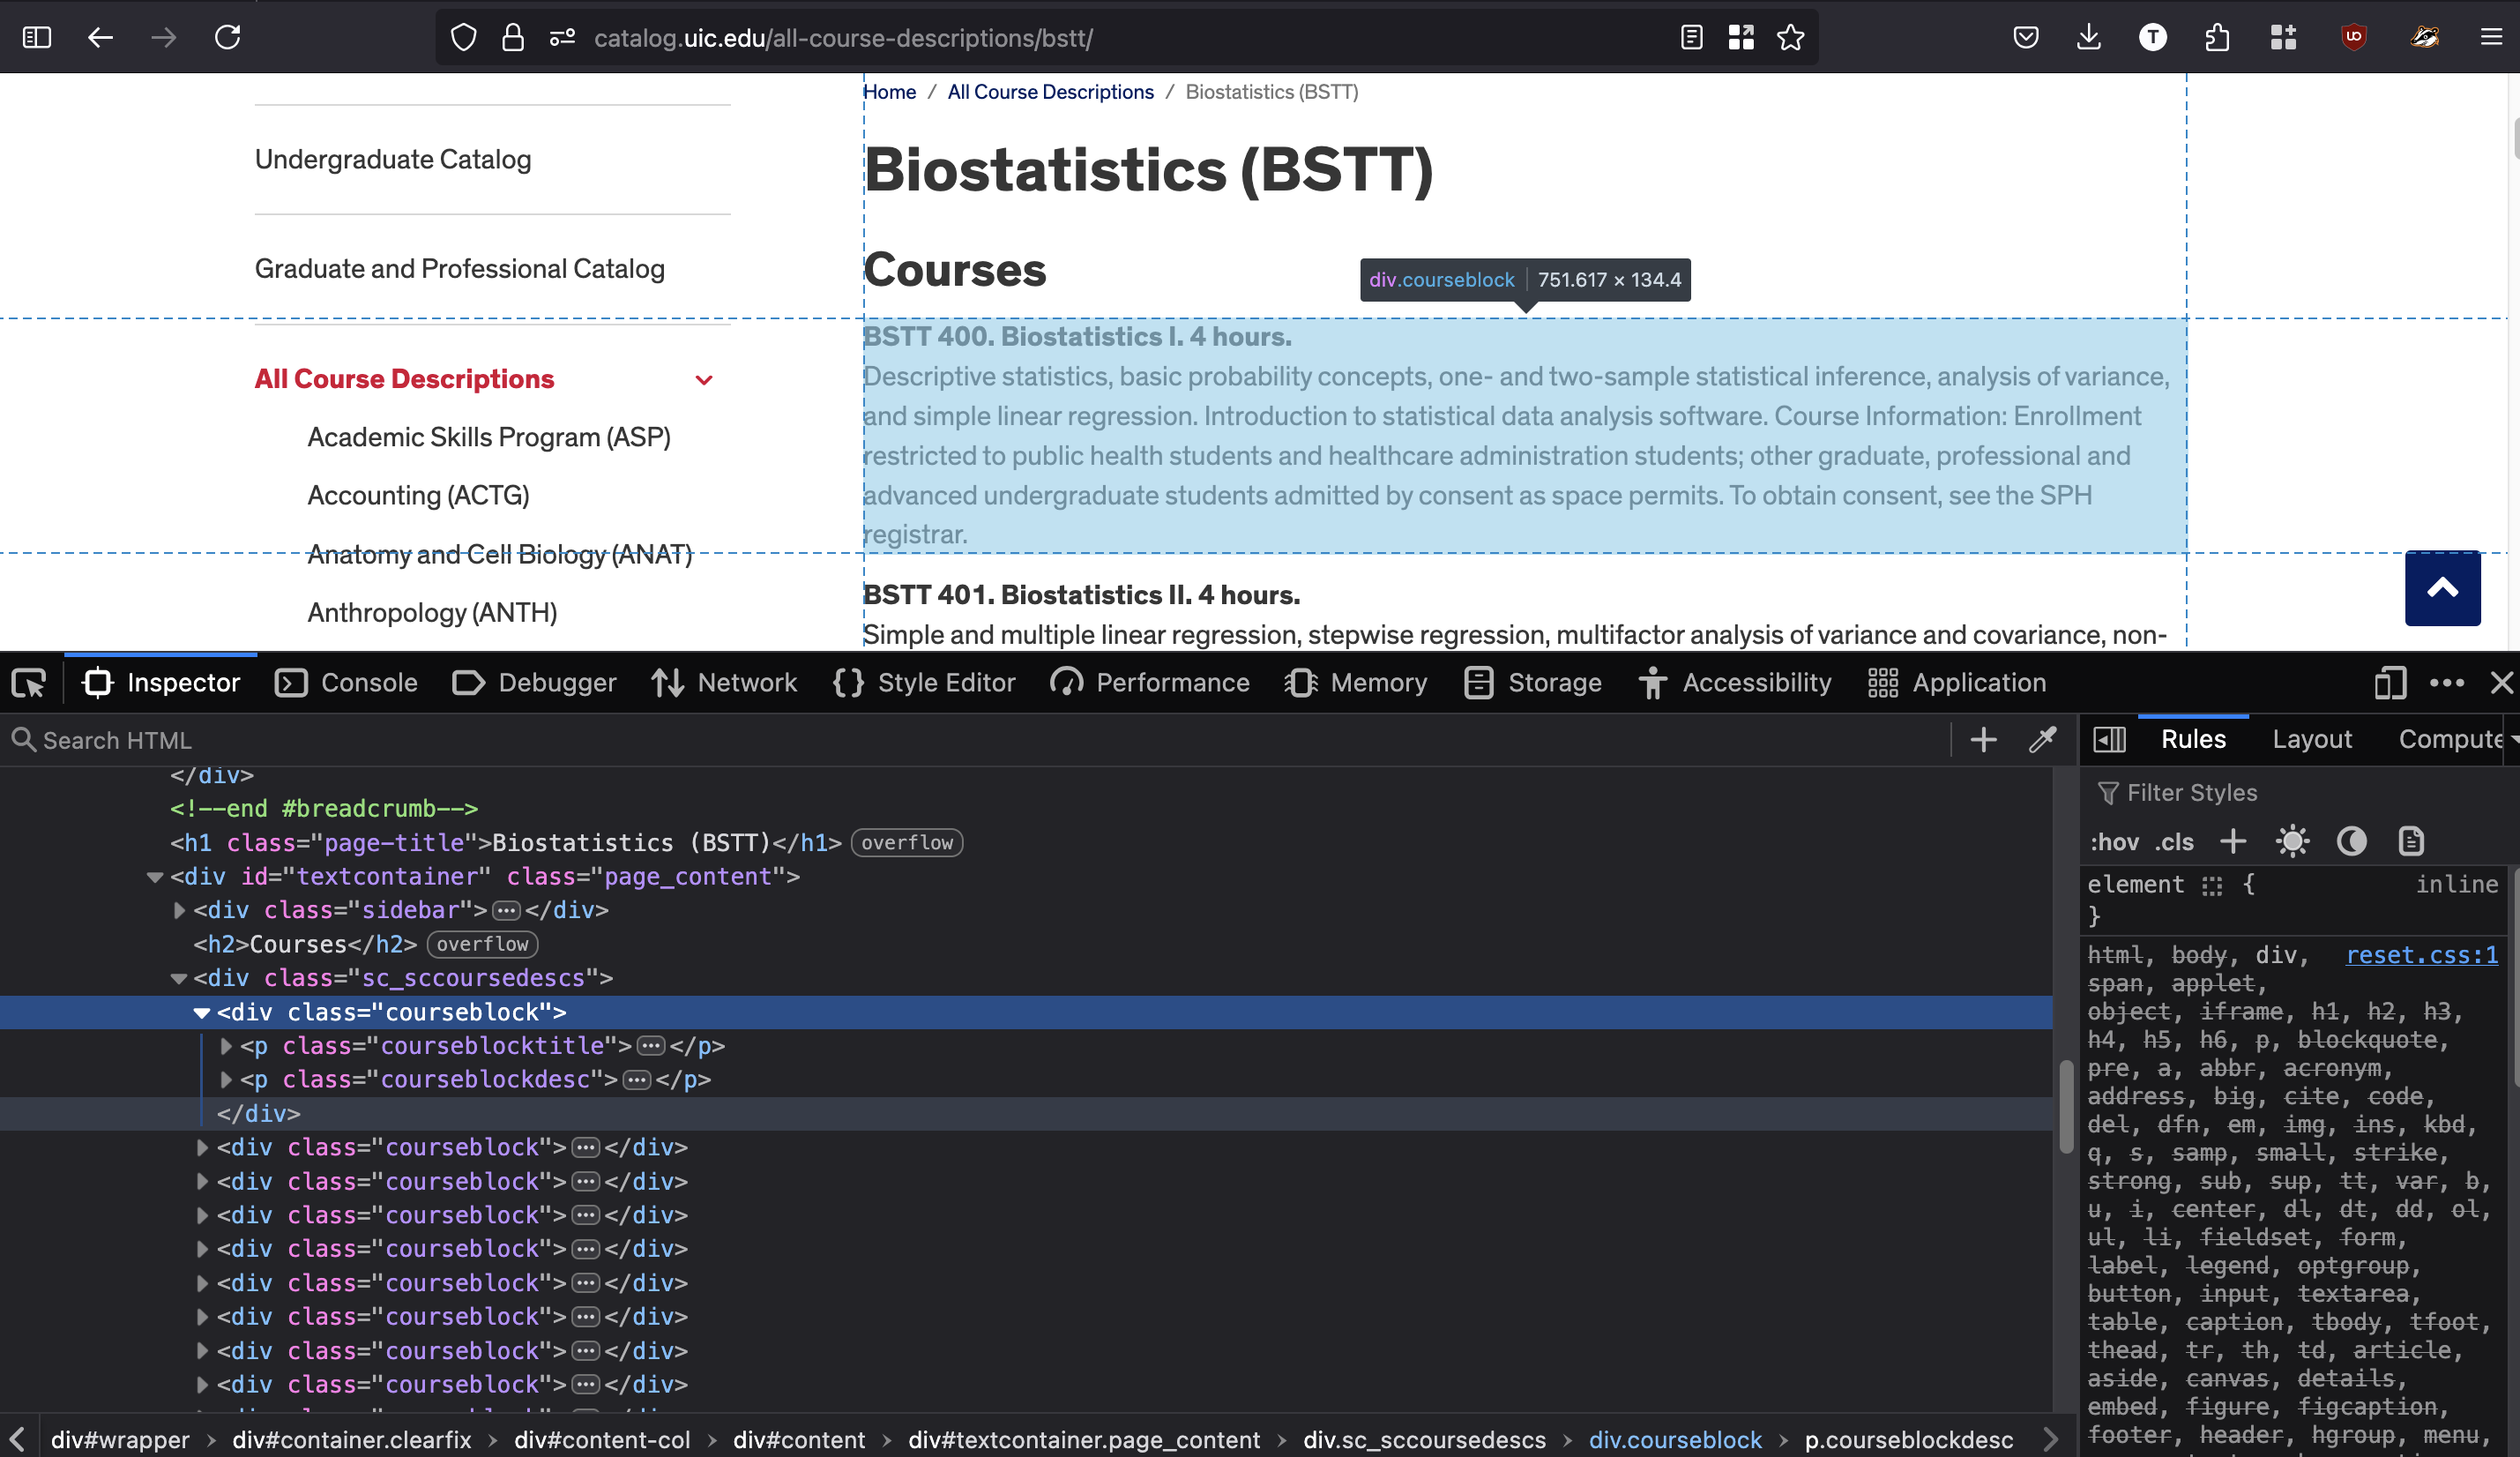 catalog.uic.edu/all-course-descriptions/bstt/
T
UO
Home / All Course Descriptions / Biostatistics (BSTT)
Undergraduate Catalog
Graduate and Professional Catalog
All Course Descriptions
Academic Skills Program (ASP)
Accounting (ACTG)
Anatomy and Cell Biology (ANAT)
Anthropology (ANTH)
Biostatistics (BSTT)
Courses
div.courseblock 751.617 × 134.4
BSTT 400. Biostatistics I. 4 hours.
Descriptive statistics, basic probability concepts, one- and two-sample statistical inference, analysis of variance,
and simple linear regression. Introduction to statistical data analysis software. Course Information: Enrollment
restricted to public health students and healthcare administration students; other graduate, professional and
advanced undergraduate students admitted by consent as space permits. To obtain consent, see the SPH
registrar.
BSTT 401. Biostatistics II. 4 hours.
Simple and multiple linear regression, stepwise regression, multifactor analysis of variance and covariance, non-
Inspector Console Debugger Network Style Editor Performance Memory Storage Accessibility Application
Search HTML
</div>
<!--end #breadcrumb-->
<h1 class="page-title">Biostatistics (BSTT)</h1> overflow
<div id="textcontainer" class="page_content">
<div class="sidebar">…</div>
<h2>Courses</h2> overflow
<div class="sc_sccoursedescs">
<div class="courseblock">
<p class="courseblocktitle">…</p>
<p class="courseblockdesc">…</p>
</div>
<div class="courseblock">…</div>
<div class="courseblock">…</div>
<div class="courseblock">…</div>
<div class="courseblock">…</div>
<div class="courseblock">…</div>
<div class="courseblock">…</div>
<div class="courseblock">…</div>
<div class="courseblock">…</div>
div#wrapper › div#container.clearfix › div#content-col › div#content › div#textcontainer.page_content › div.sc_sccoursedescs › div.courseblock › p.courseblockdesc
Rules Layout Compute
Filter Styles
:hov .cls
element { inline
}
html, body, div, reset.css:1
span, applet,
object, iframe, h1, h2, h3,
h4, h5, h6, p, blockquote,
pre, a, abbr, acronym,
address, big, cite, code,
del, dfn, em, img, ins, kbd,
q, s, samp, small, strike,
strong, sub, sup, tt, var, b,
u, i, center, dl, dt, dd, ol,
ul, li, fieldset, form,
label, legend, optgroup,
button, input, textarea,
table, caption, tbody, tfoot,
thead, tr, th, td, article,
aside, canvas, details,
embed, figure, figcaption,
footer, header, hgroup, menu,